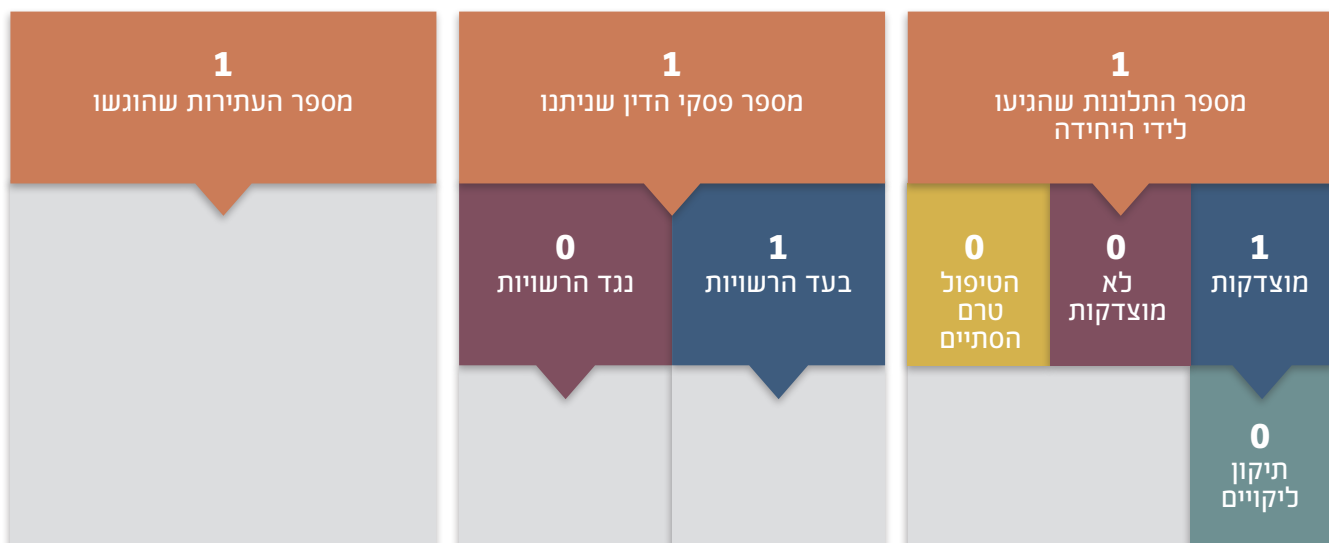 1
מספר התלונות שהגיעו
לידי היחידה
1
מוצדקות
0
לא
מוצדקות
0
הטיפול
טרם
הסתיים
0
תיקון
ליקויים
1
מספר פסקי הדין שניתנו
1
בעד הרשויות
0
נגד הרשויות
1
מספר העתירות שהוגשו